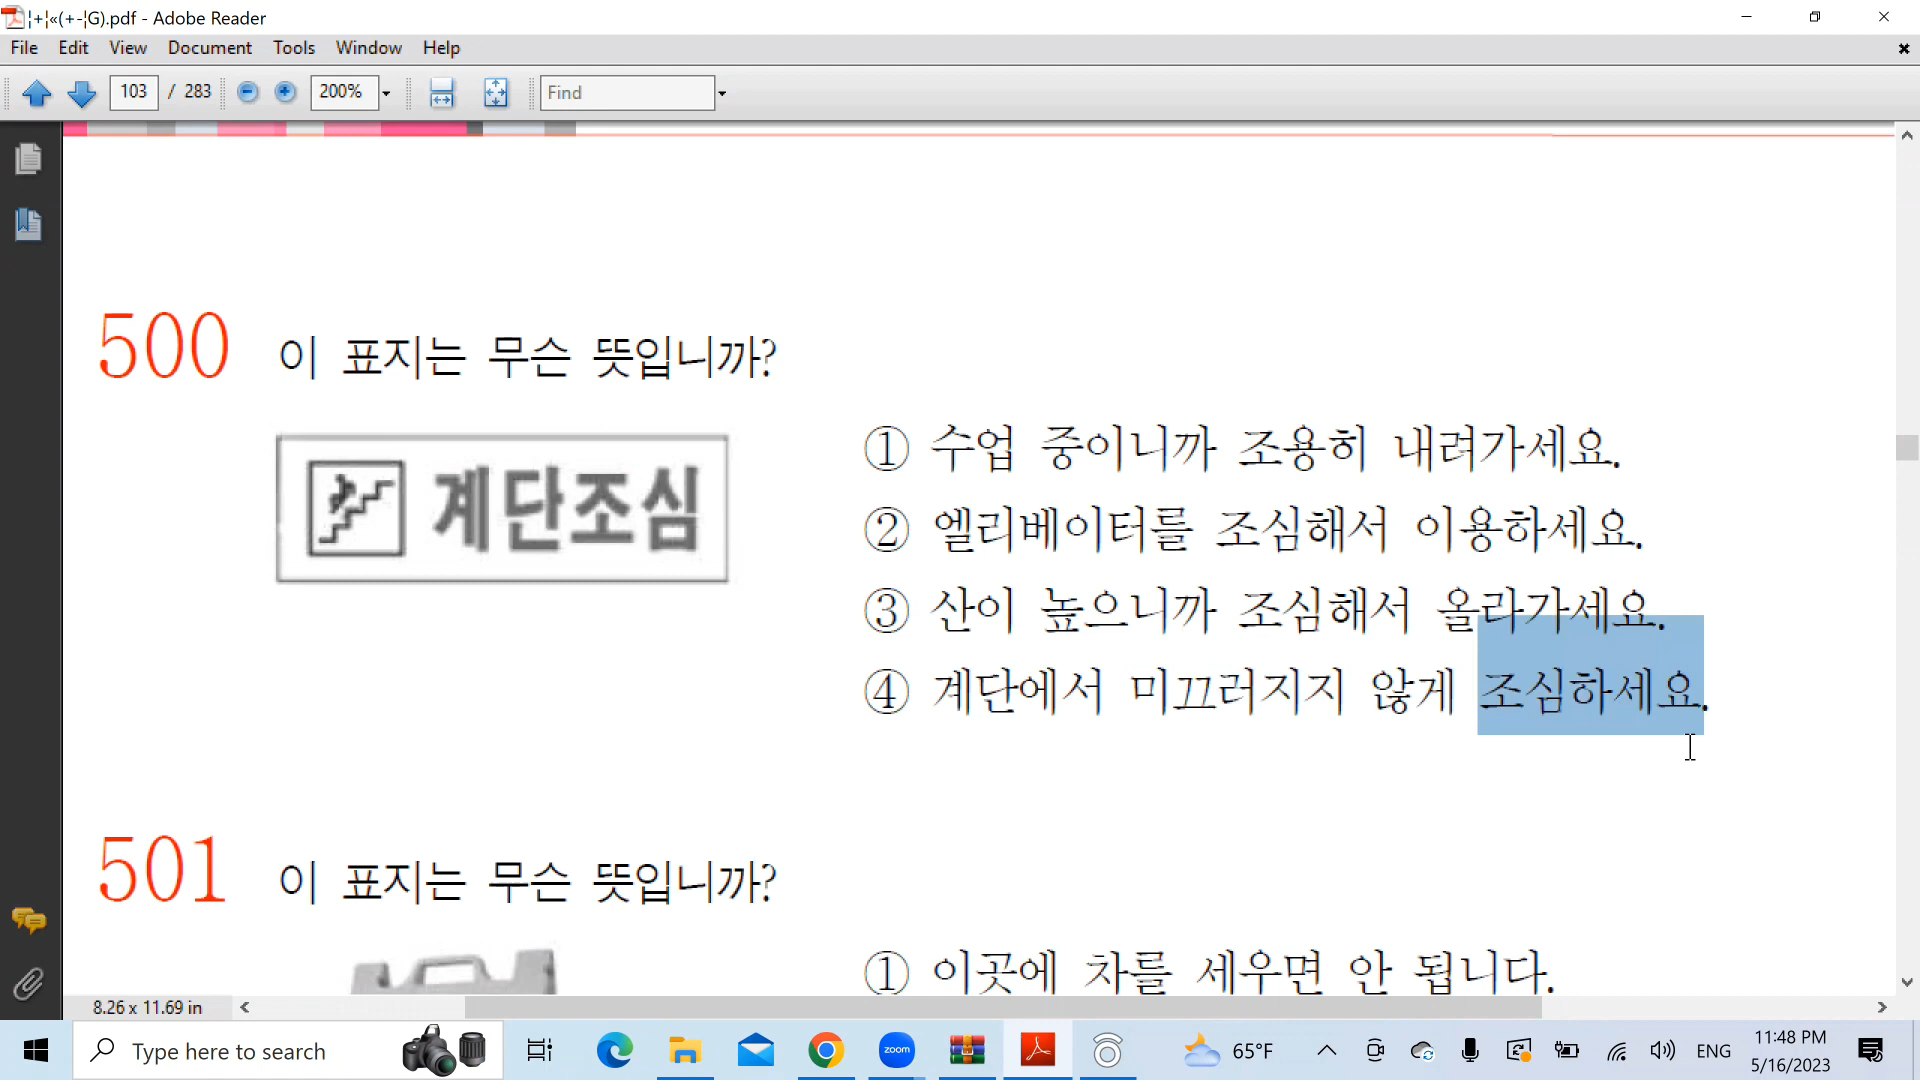 ¦+¦«(+-¦G).pdf - Adobe Reader
File Edit View Document Tools Window Help
103 / 283 200% Find
500 이 표지는 무슨 뜻입니까?
계단조심
① 수업 중이니까 조용히 내려가세요.
② 엘리베이터를 조심해서 이용하세요.
③ 산이 높으니까 조심해서 올라가세요.
④ 계단에서 미끄러지지 않게 조심하세요.
501 이 표지는 무슨 뜻입니까?
① 이곳에 차를 세우면 안 됩니다.
8.26 x 11.69 in
Type here to search
zoom
65°F
ENG
11:48 PM
5/16/2023